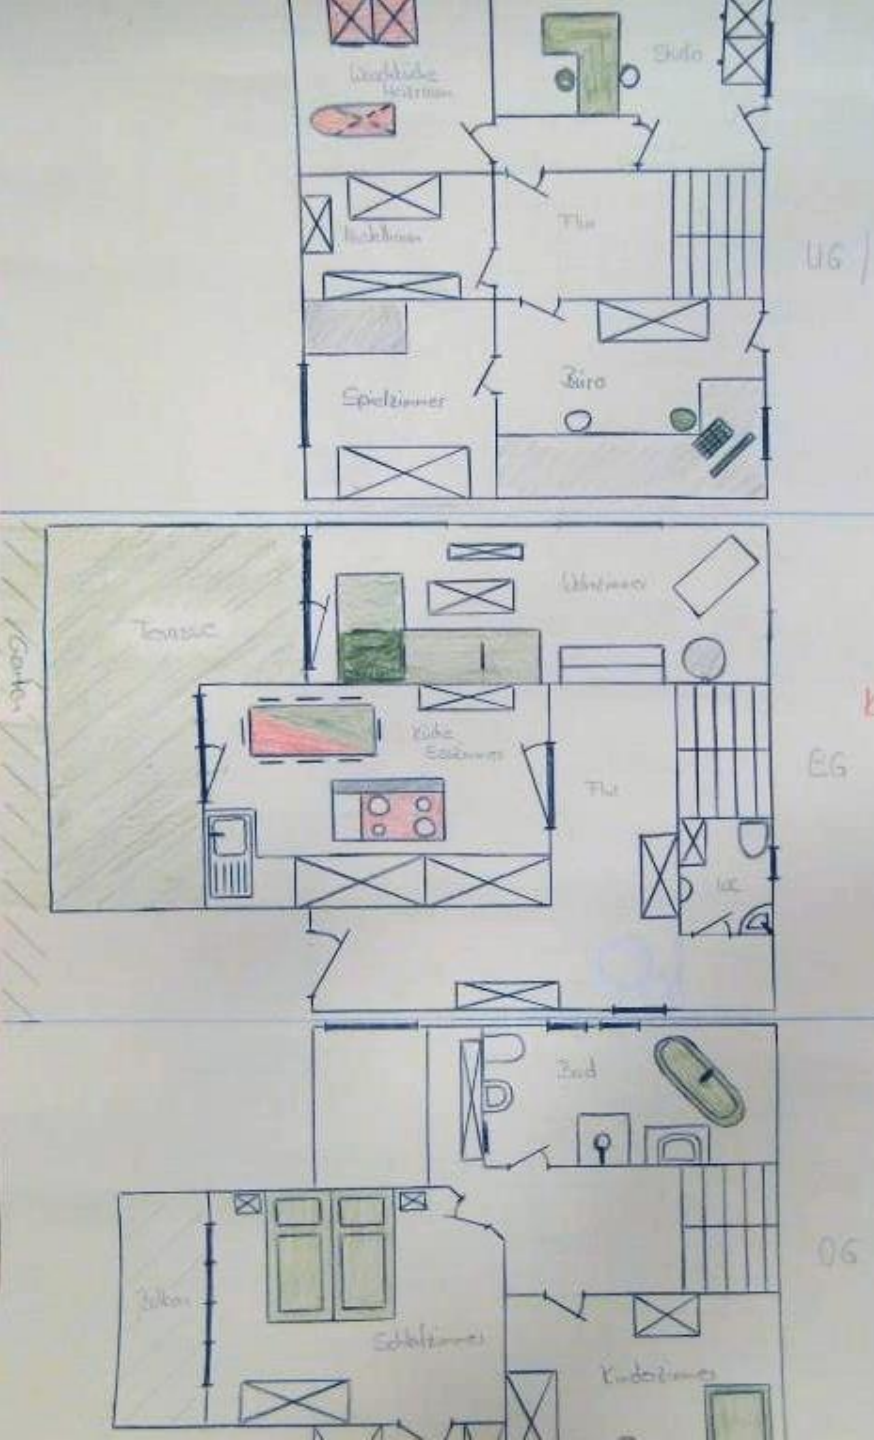 Waschküche
Heizraum
Studio
Flur
UG
Spielzimmer
Büro
Garten
Terrasse
Wohnzimmer
Küche
Esszimmer
Flur
EG
WC
Bad
Balkon
Schlafzimmer
OG
Kinderzimmer